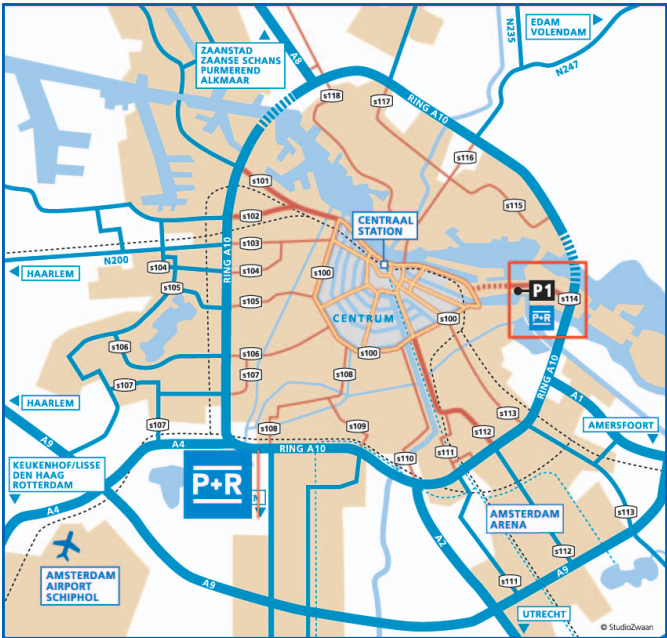 EDAM
VOLENDAM
N235
N247
ZAANSTAD
ZAANSE SCHANS
PURMEREND
ALKMAAR
A8
s118
s117
RING A10
s116
s101
s115
s102
CENTRAAL
STATION
s103
N200
RING A10
s104
s104
s100
HAARLEM
s105
s105
P1
s114
P+R
CENTRUM
s100
s106
s106
s100
RING A10
s107
s107
s108
A1
HAARLEM
s113
s107
s108
s109
s112
AMERSFOORT
A9
A4
RING A10
s110
s111
KEUKENHOF/LISSE
DEN HAAG
ROTTERDAM
P+R
N
A4
AMSTERDAM
ARENA
s113
A2
s112
AMSTERDAM
AIRPORT
SCHIPHOL
A9
s111
A9
UTRECHT
© StudioZwaan